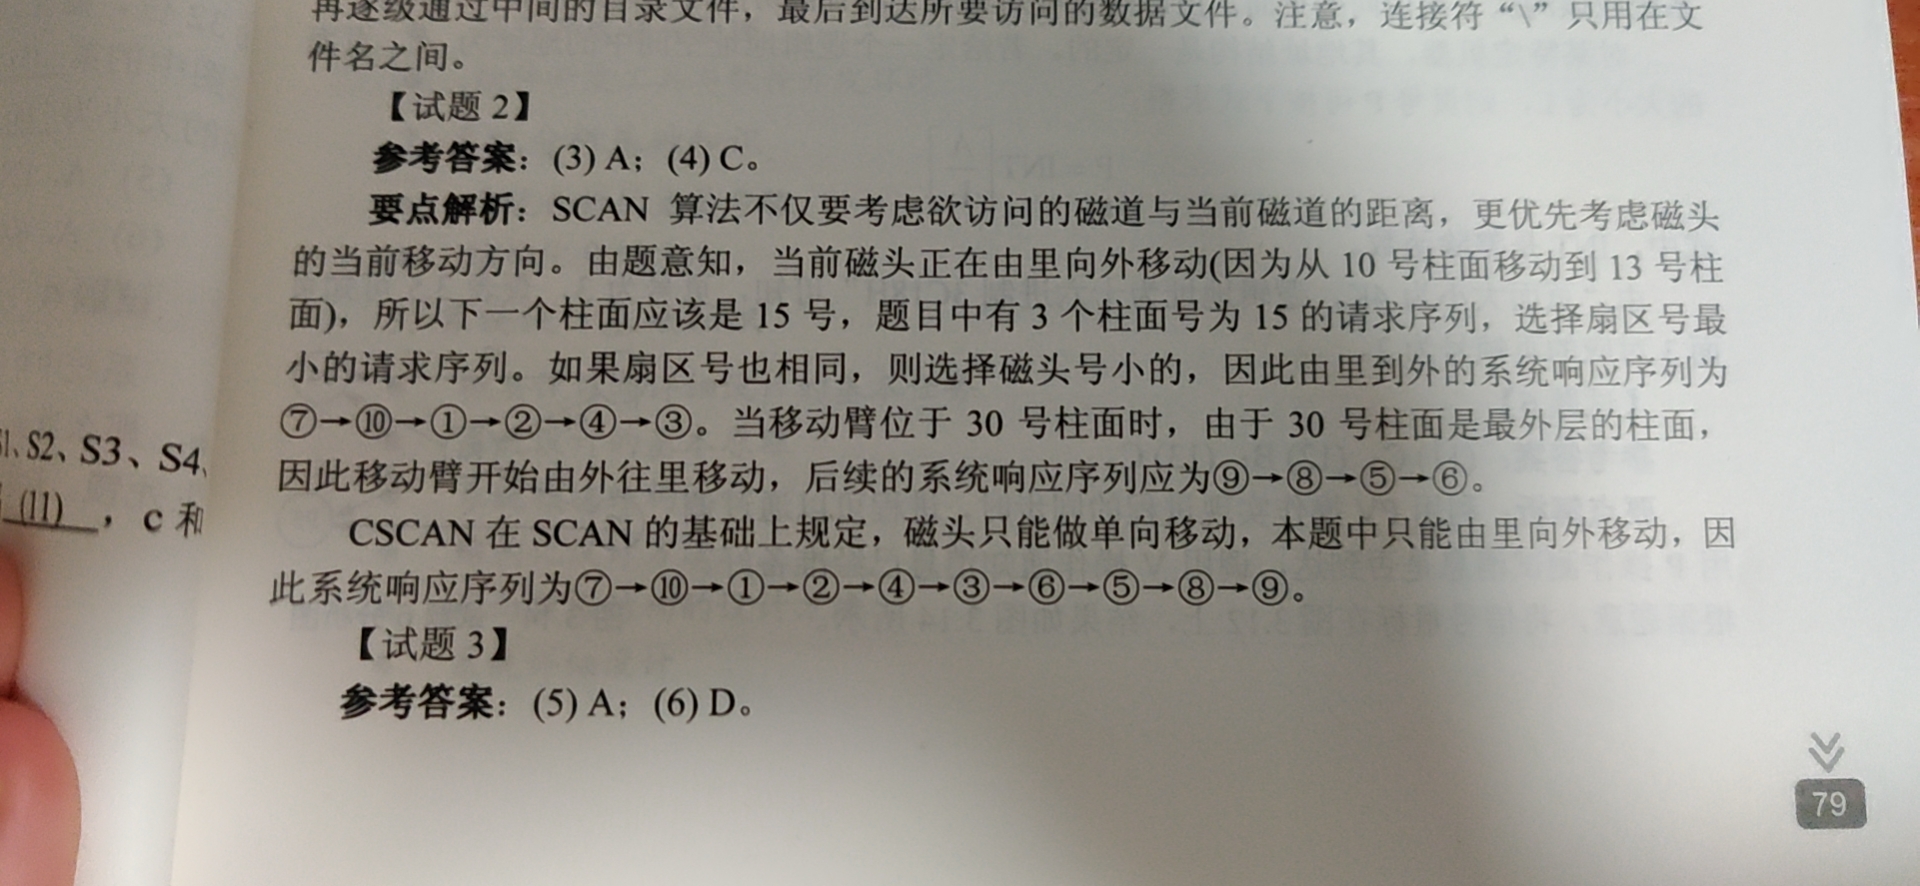 再逐级通过中间的目录文件，最后到达所要访问的数据文件。注意，连接符“\”只用在文
件名之间。
【试题 2】
参考答案：(3) A；(4) C。
要点解析：SCAN 算法不仅要考虑欲访问的磁道与当前磁道的距离，更优先考虑磁头
的当前移动方向。由题意知，当前磁头正在由里向外移动(因为从 10 号柱面移动到 13 号柱
面)，所以下一个柱面应该是 15 号，题目中有 3 个柱面号为 15 的请求序列，选择扇区号最
小的请求序列。如果扇区号也相同，则选择磁头号小的，因此由里到外的系统响应序列为
⑦→⑩→①→②→④→③。当移动臂位于 30 号柱面时，由于 30 号柱面是最外层的柱面，
因此移动臂开始由外往里移动，后续的系统响应序列应为⑨→⑧→⑤→⑥。
CSCAN 在 SCAN 的基础上规定，磁头只能做单向移动，本题中只能由里向外移动，因
此系统响应序列为⑦→⑩→①→②→④→③→⑥→⑤→⑧→⑨。
【试题 3】
参考答案：(5) A；(6) D。
79
、S2、S3、S4、
(11)，c 和